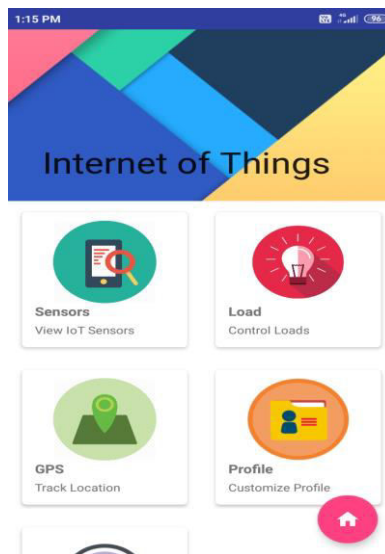 1:15 PM
4G
96
Internet of Things
Sensors
View IoT Sensors
Load
Control Loads
GPS
Track Location
Profile
Customize Profile